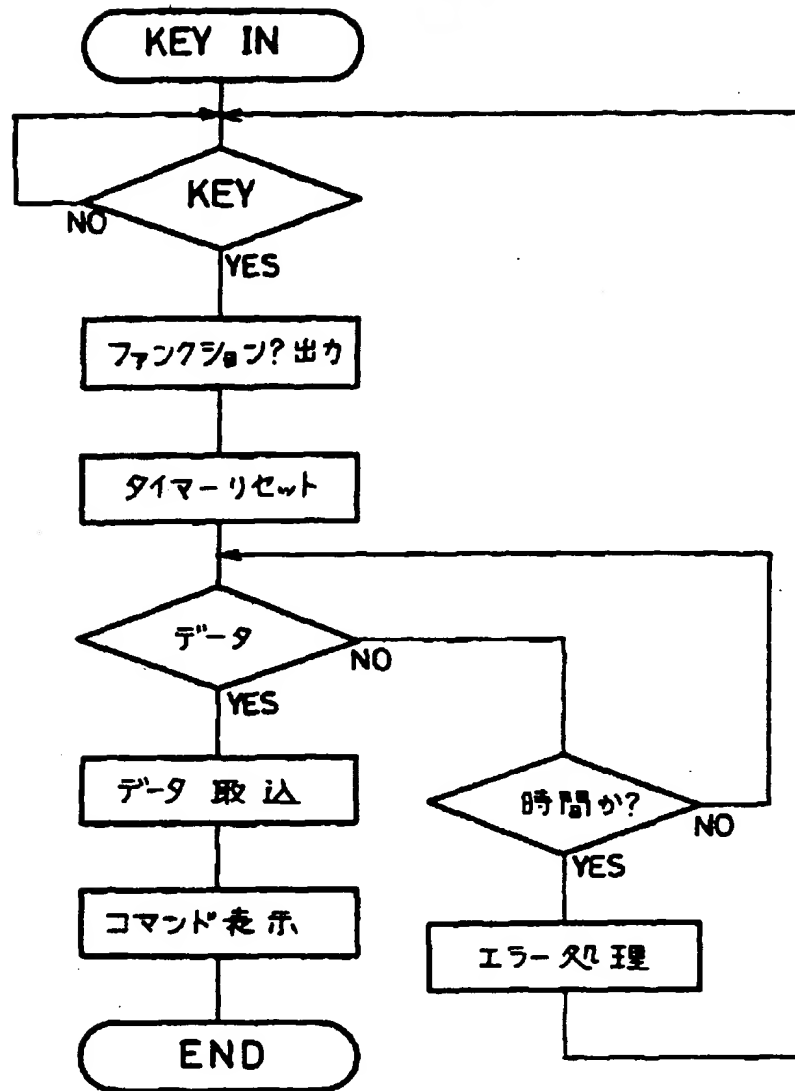 KEY IN
KEY
NO
YES
ファンクション?出力
タイマーリセット
データ
NO
YES
データ 取込
時間か?
NO
YES
コマンド表示
エラー処理
END